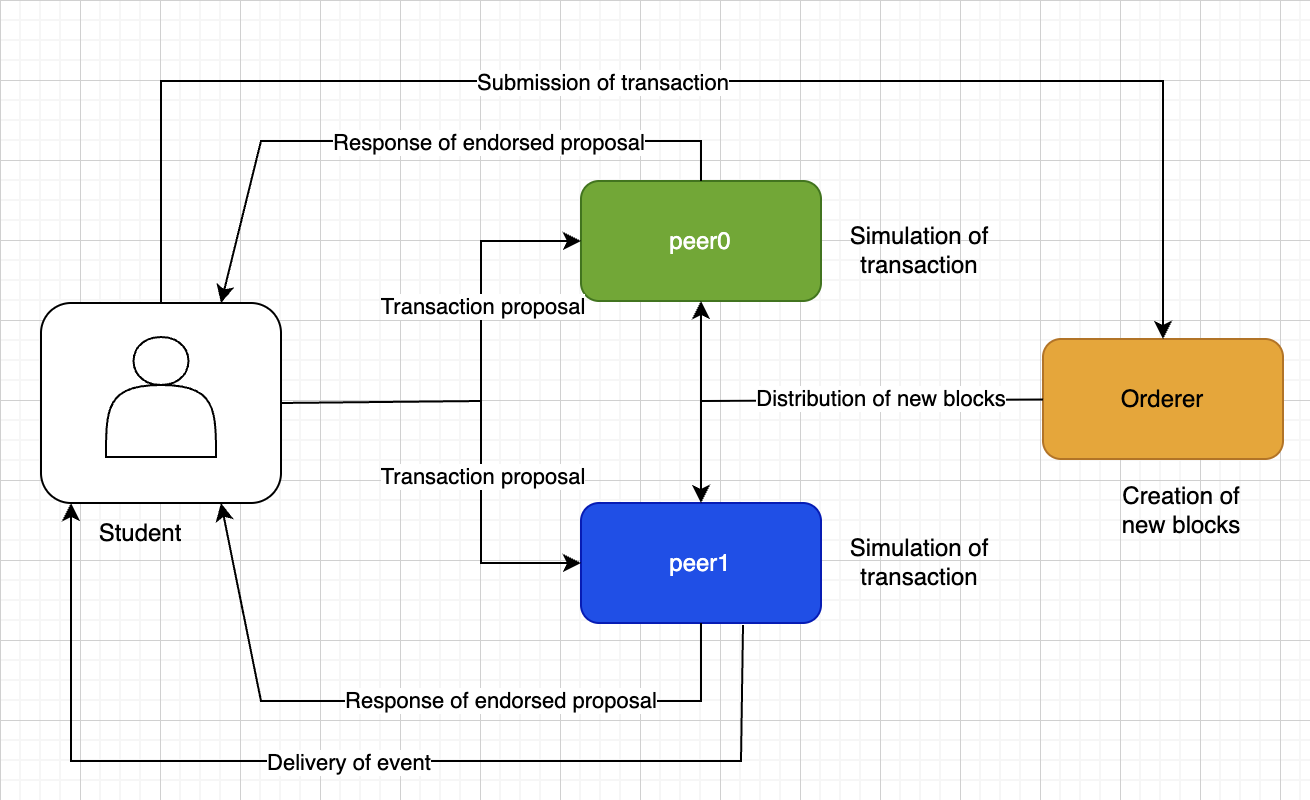 Submission of transaction
Response of endorsed proposal
peer0
Simulation of
transaction
Transaction proposal
Distribution of new blocks
Orderer
Transaction proposal
Creation of
new blocks
Student
peer1
Simulation of
transaction
Response of endorsed proposal
Delivery of event